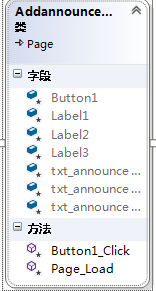 Addannounce...
类
Page
字段
Button1
Label1
Label2
Label3
txt_announce ...
txt_announce ...
txt_announce ...
方法
Button1_Click
Page_Load